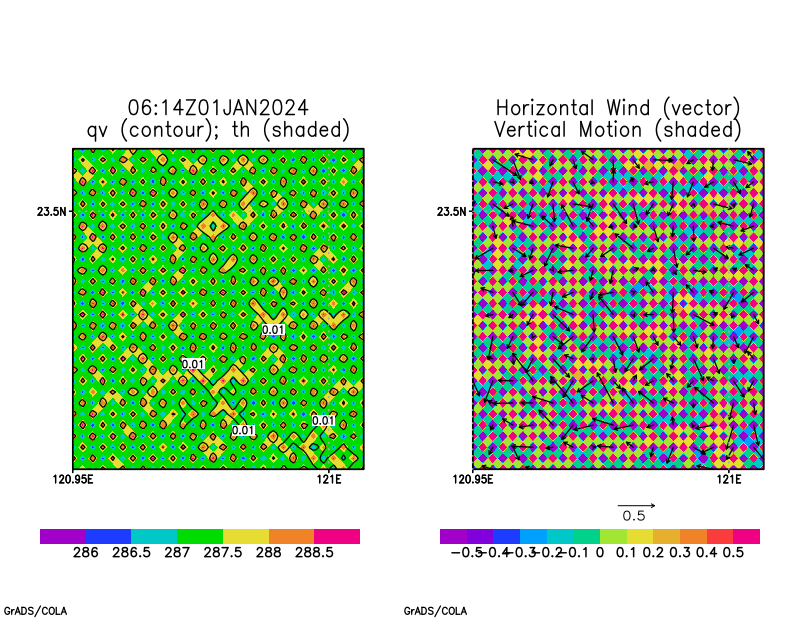 06:14Z01JAN2024
qv (contour); th (shaded)
23.5N
0.01
0.01
0.01
0.01
120.95E
121E
286 286.5 287 287.5 288 288.5
GrADS/COLA
Horizontal Wind (vector)
Vertical Motion (shaded)
23.5N
120.95E
121E
0.5
-0.5 -0.4 -0.3 -0.2 -0.1 0 0.1 0.2 0.3 0.4 0.5
GrADS/COLA